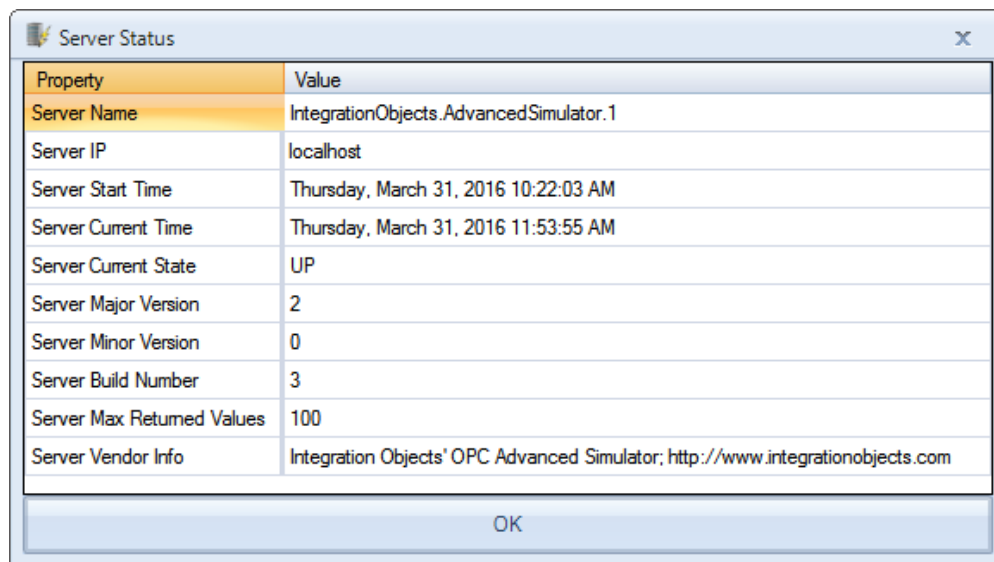 Server Status
Property Value
Server Name IntegrationObjects.AdvancedSimulator.1
Server IP localhost
Server Start Time Thursday, March 31, 2016 10:22:03 AM
Server Current Time Thursday, March 31, 2016 11:53:55 AM
Server Current State UP
Server Major Version 2
Server Minor Version 0
Server Build Number 3
Server Max Returned Values 100
Server Vendor Info Integration Objects' OPC Advanced Simulator; http://www.integrationobjects.com
OK